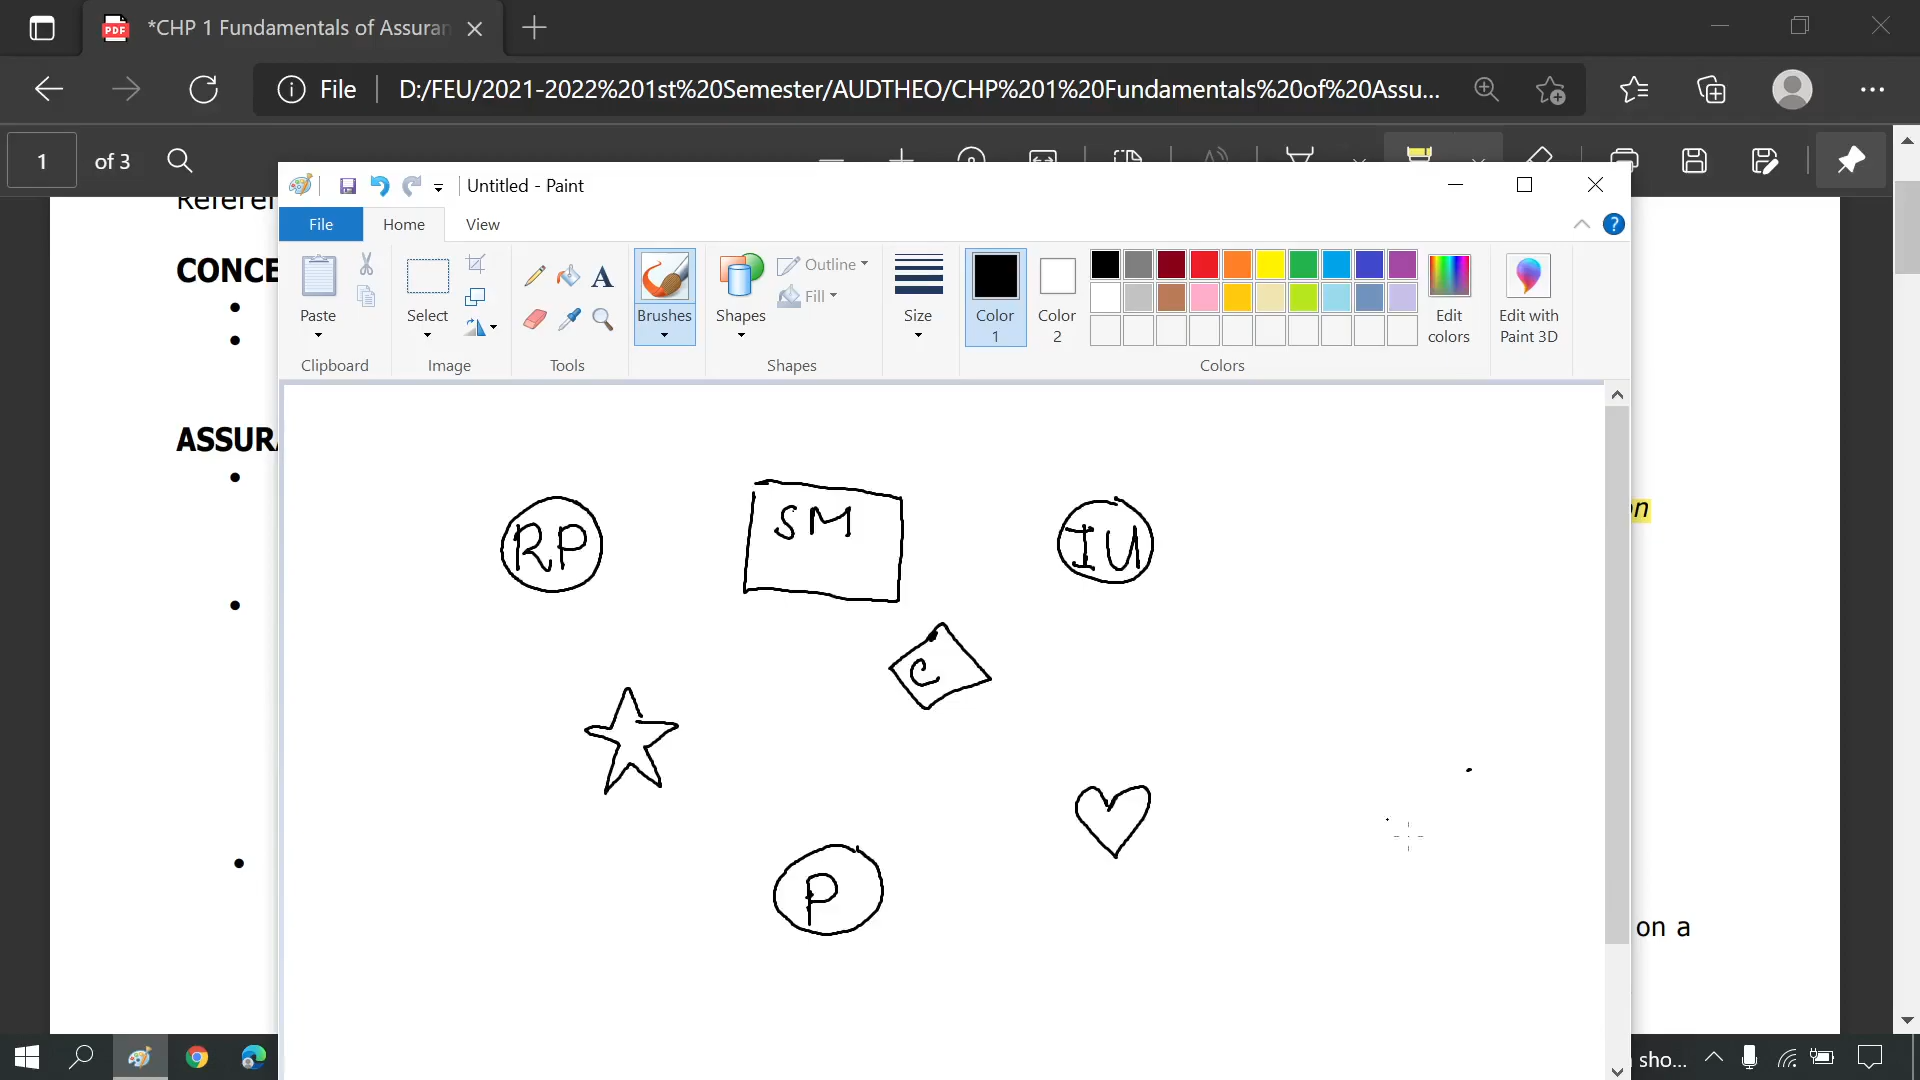 *CHP 1 Fundamentals of Assuran
File
D:/FEU/2021-2022%201st%20Semester/AUDTHEO/CHP%201%20Fundamentals%20of%20Assu...
1 of 3
Untitled - Paint
File Home View
CONCE
Paste
Select
Brushes
Shapes
Outline
Fill
Size
Color 1
Color 2
Edit colors
Edit with Paint 3D
Clipboard
Image
Tools
Shapes
Colors
ASSURA
on
RP
SM
IU
C
P
on a
sho...